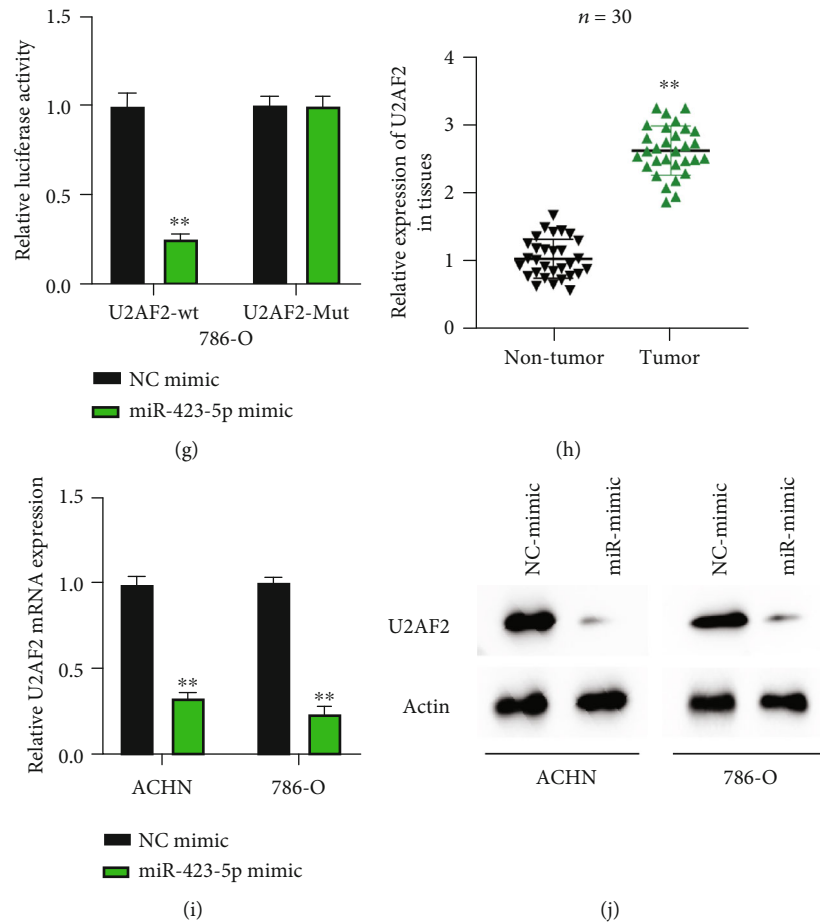 Relative luciferase activity
1.5
1.0
0.5
0.0
**
U2AF2-wt
U2AF2-Mut
786-O
NC mimic
miR-423-5p mimic
(g)
n = 30
Relative expression of U2AF2
in tissues
4
3
2
1
0
**
Non-tumor
Tumor
(h)
Relative U2AF2 mRNA expression
1.5
1.0
0.5
0.0
**
**
ACHN
786-O
NC mimic
miR-423-5p mimic
(i)
NC-mimic
miR-mimic
NC-mimic
miR-mimic
U2AF2
Actin
ACHN
786-O
(j)